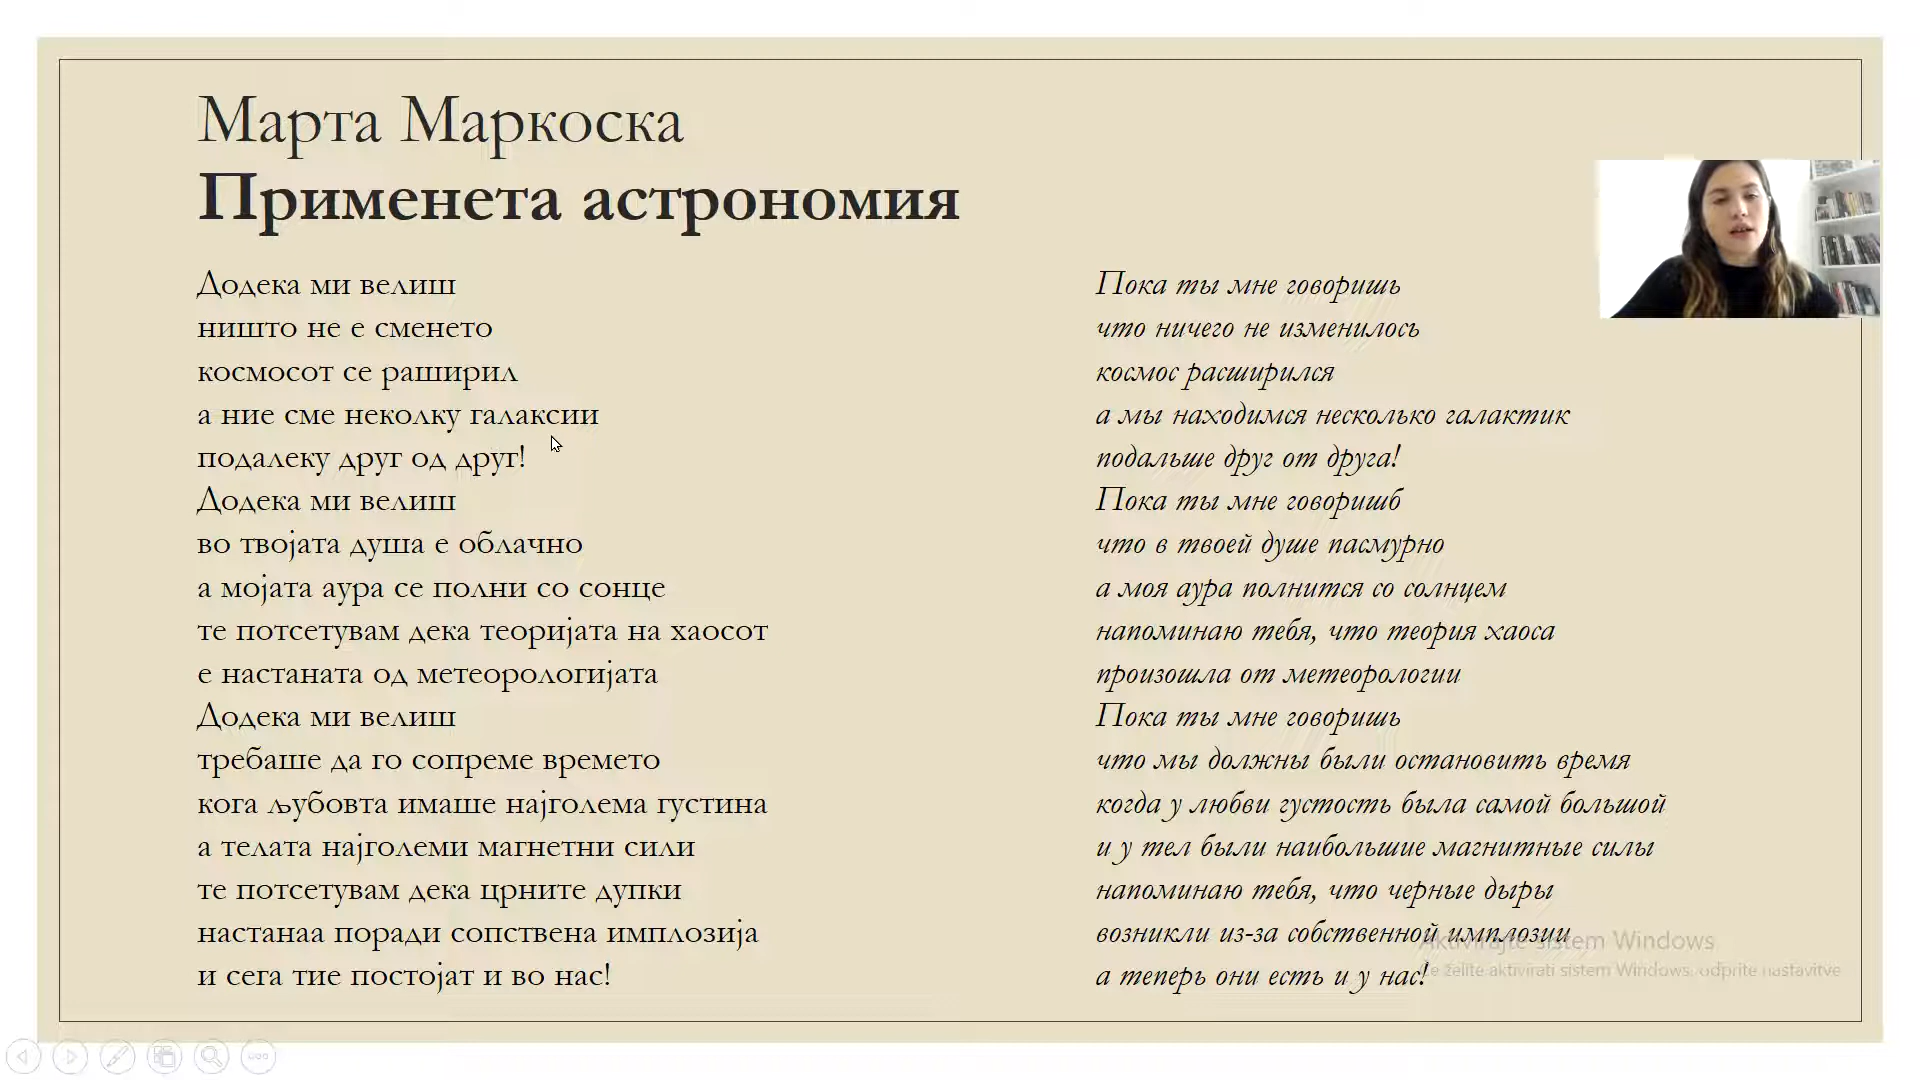 Марта Маркоска
Применета астрономия
Додека ми велиш
ништо не е сменето
космосот се раширил
а ние сме неколку галаксии
подалеку друг од друг!
Додека ми велиш
во твојата душа е облачно
а мојата аура се полни со сонце
те потсетувам дека теоријата на хаосот
е настаната од метеорологијата
Додека ми велиш
требаше да го сопреме времето
кога љубовта имаше најголема густина
а телата најголеми магнетни сили
те потсетувам дека црните дупки
настанаа поради сопствена имплозија
и сега тие постојат и во нас!
Пока ты мне говоришь
что ничего не изменилось
космос расширился
а мы находимся несколько галактик
подальше друг от друга!
Пока ты мне говоришб
что в твоей душе пасмурно
а моя аура полнится со солнцем
напоминаю тебя, что теория хаоса
произошла от метеорологии
Пока ты мне говоришь
что мы должны были остановить время
когда у любви густость была самой большой
и у тел были наибольшие магнитные силы
напоминаю тебя, что черные дыры
возникли из-за собственной имплозии
а теперь они есть и у нас!
Aktivirajte sistem Windows
želite aktivirati sistem Windows, odprite nastavitve